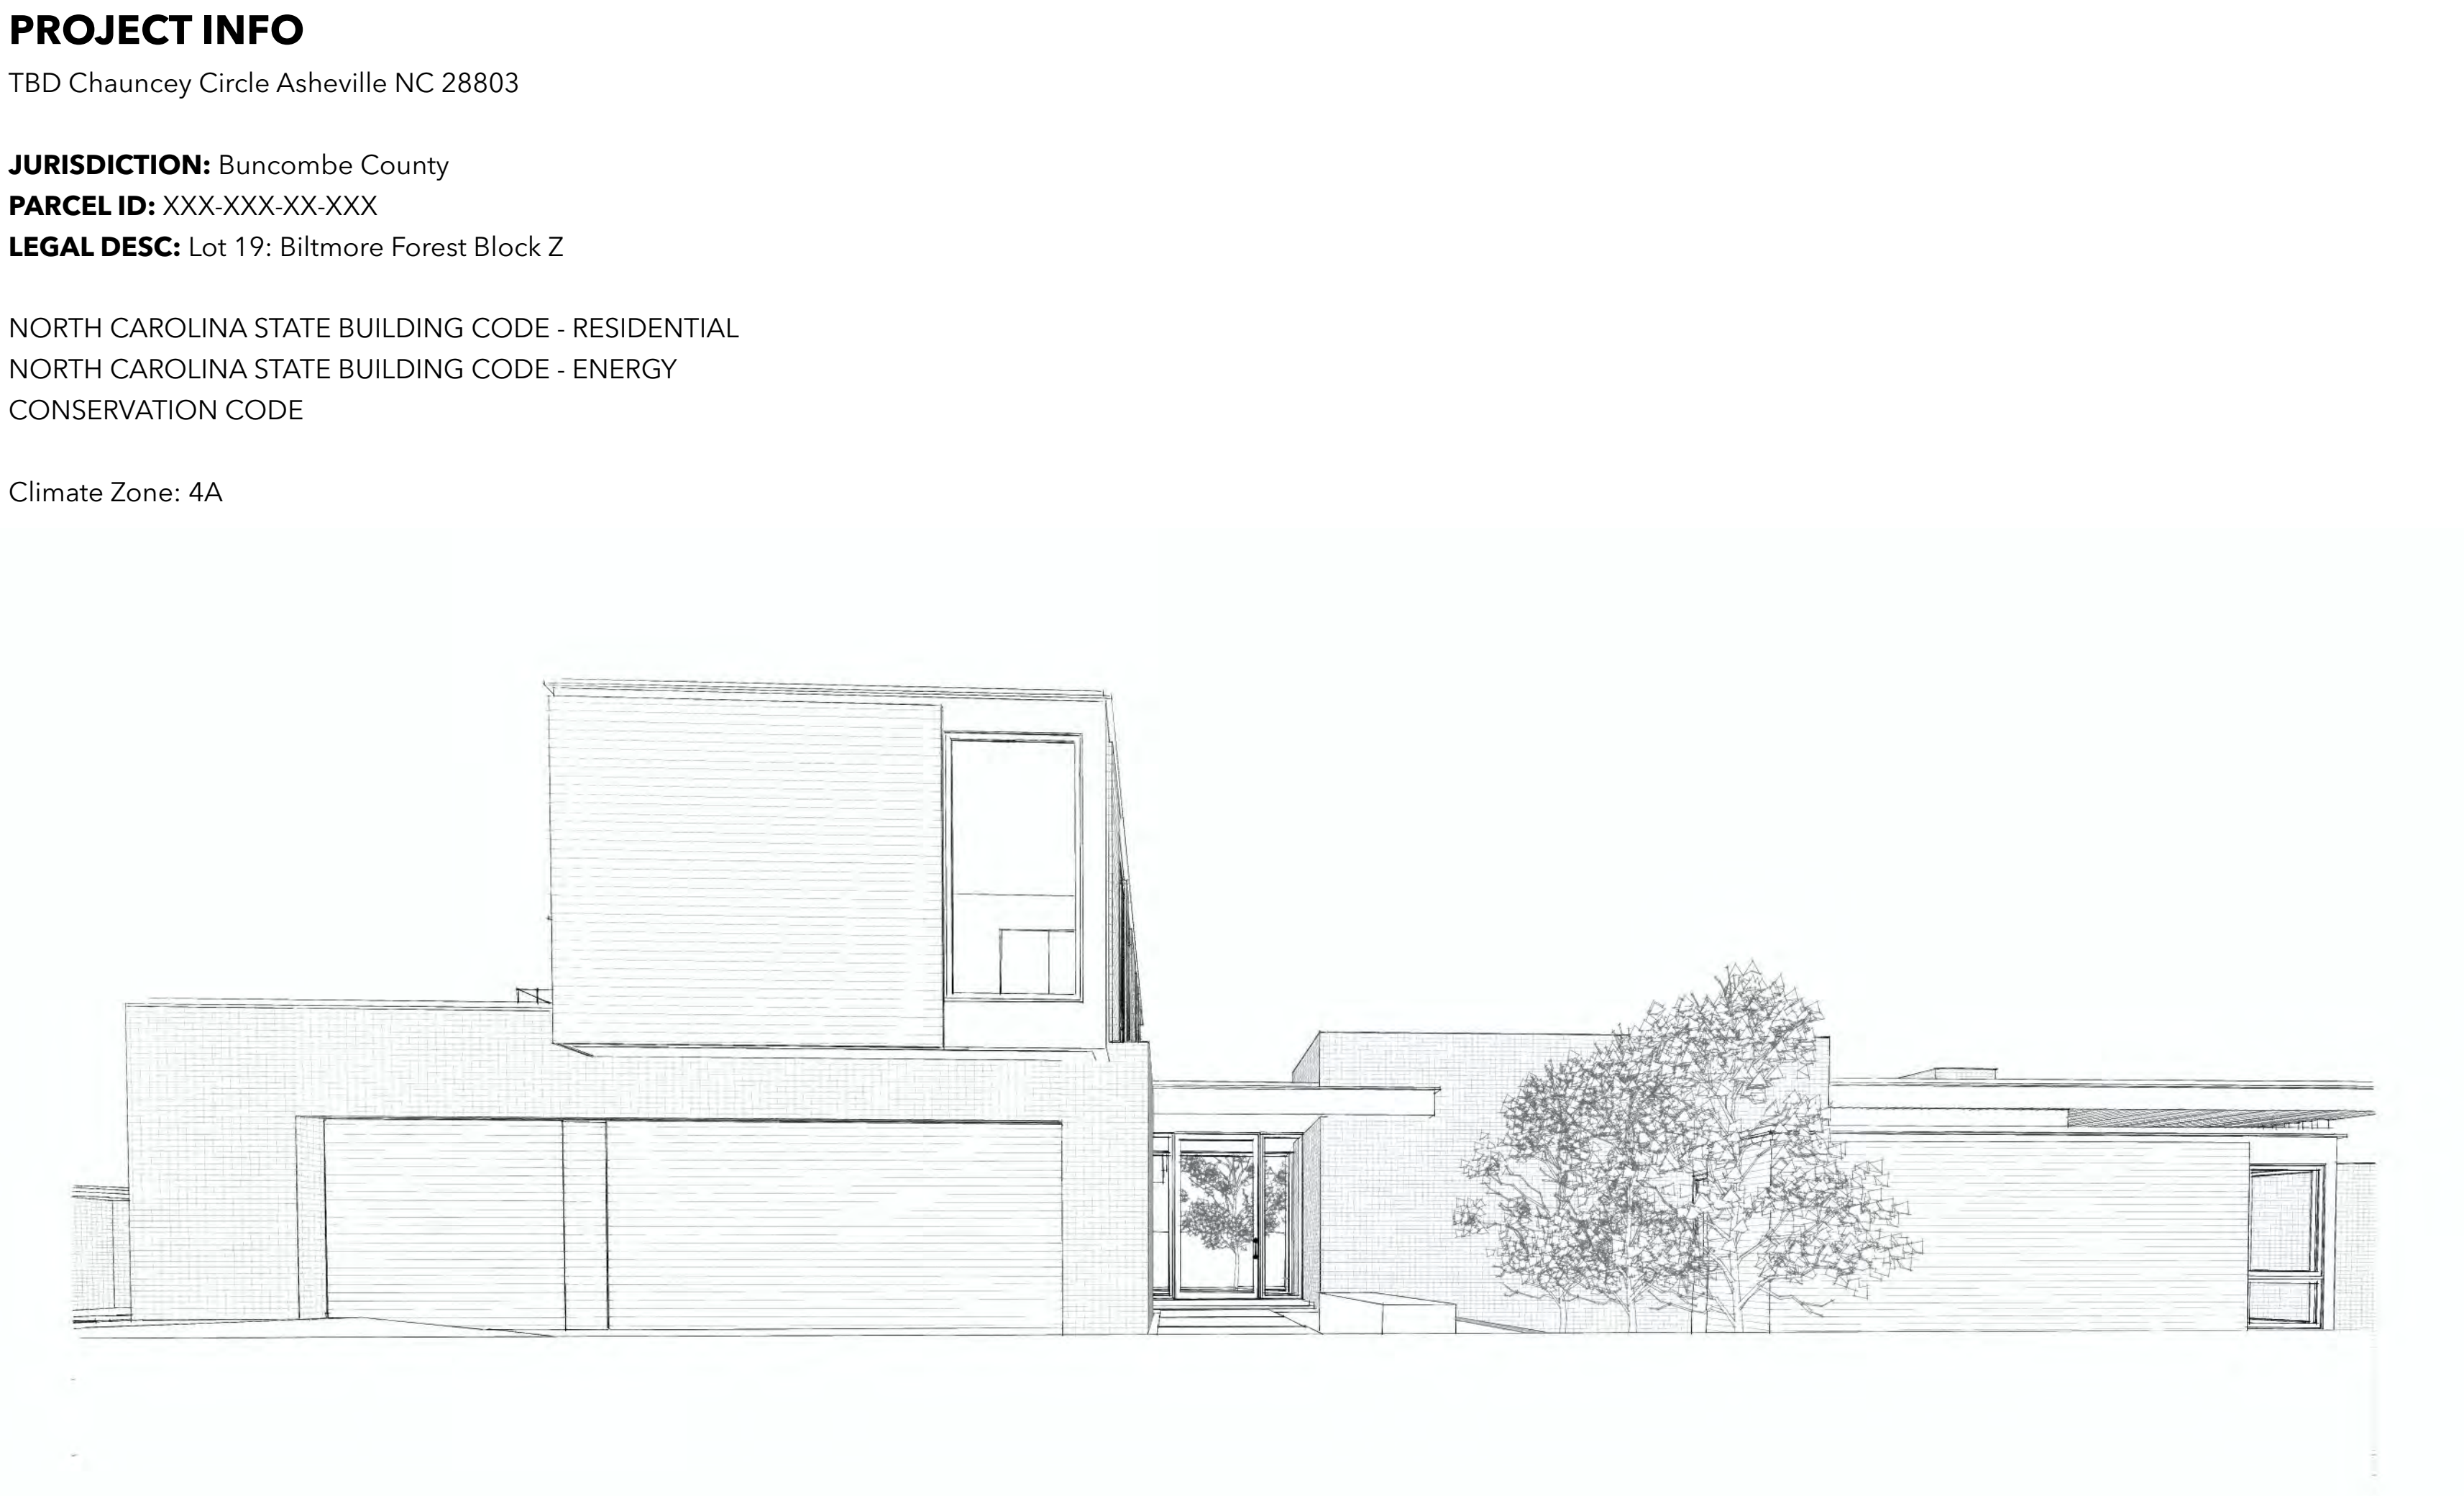 PROJECT INFO
TBD Chauncey Circle Asheville NC 28803
JURISDICTION: Buncombe County
PARCEL ID: XXX-XXX-XX-XXX
LEGAL DESC: Lot 19: Biltmore Forest Block Z
NORTH CAROLINA STATE BUILDING CODE - RESIDENTIAL
NORTH CAROLINA STATE BUILDING CODE - ENERGY
CONSERVATION CODE
Climate Zone: 4A